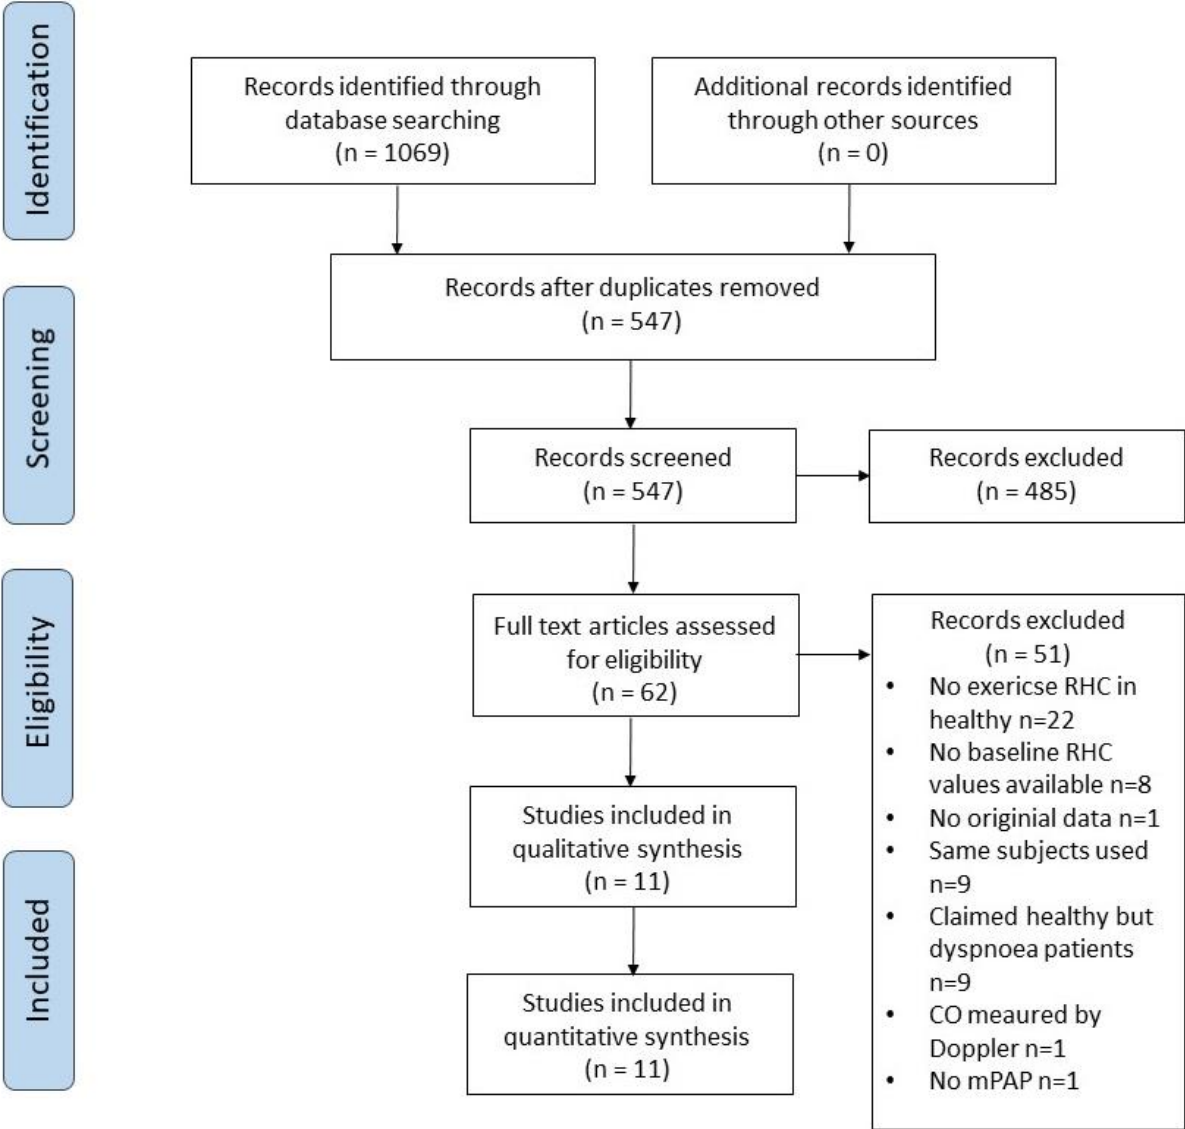 Identification
Records identified through
database searching
(n = 1069)
Additional records identified
through other sources
(n = 0)
Records after duplicates removed
(n = 547)
Screening
Records screened
(n = 547)
Records excluded
(n = 485)
Eligibility
Full text articles assessed
for eligibility
(n = 62)
Records excluded
(n = 51)
• No exericse RHC in
healthy n=22
• No baseline RHC
values available n=8
• No originial data n=1
• Same subjects used
n=9
• Claimed healthy but
dyspnoea patients
n=9
• CO meaured by
Doppler n=1
• No mPAP n=1
Studies included in
qualitative synthesis
(n = 11)
Included
Studies included in
quantitative synthesis
(n = 11)